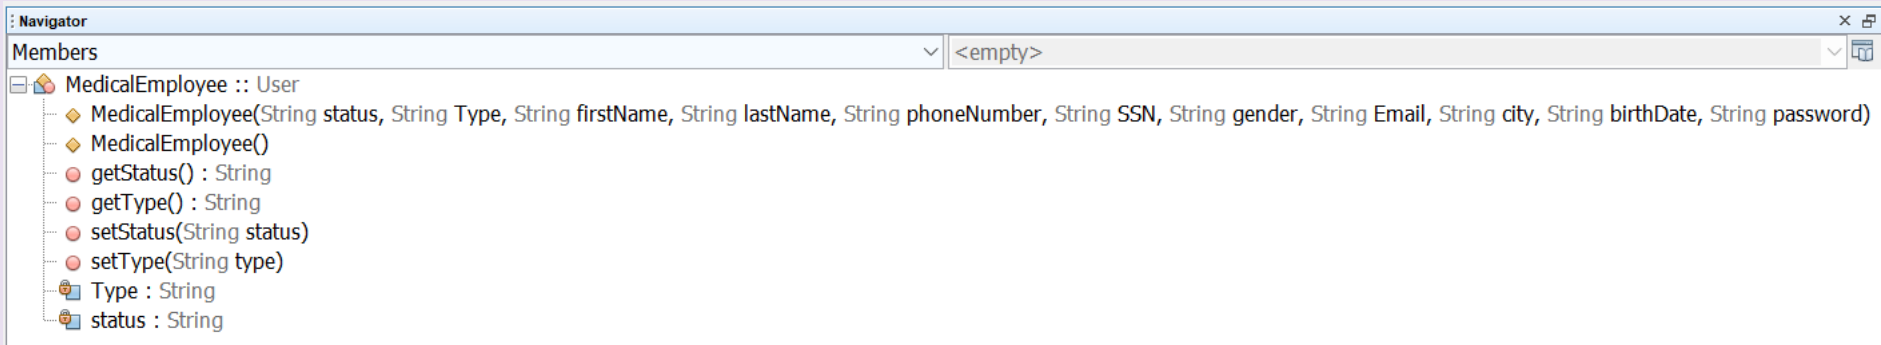 Navigator
Members <empty>
MedicalEmployee :: User
MedicalEmployee(String status, String Type, String firstName, String lastName, String phoneNumber, String SSN, String gender, String Email, String city, String birthDate, String password)
MedicalEmployee()
getStatus() : String
getType() : String
setStatus(String status)
setType(String type)
Type : String
status : String